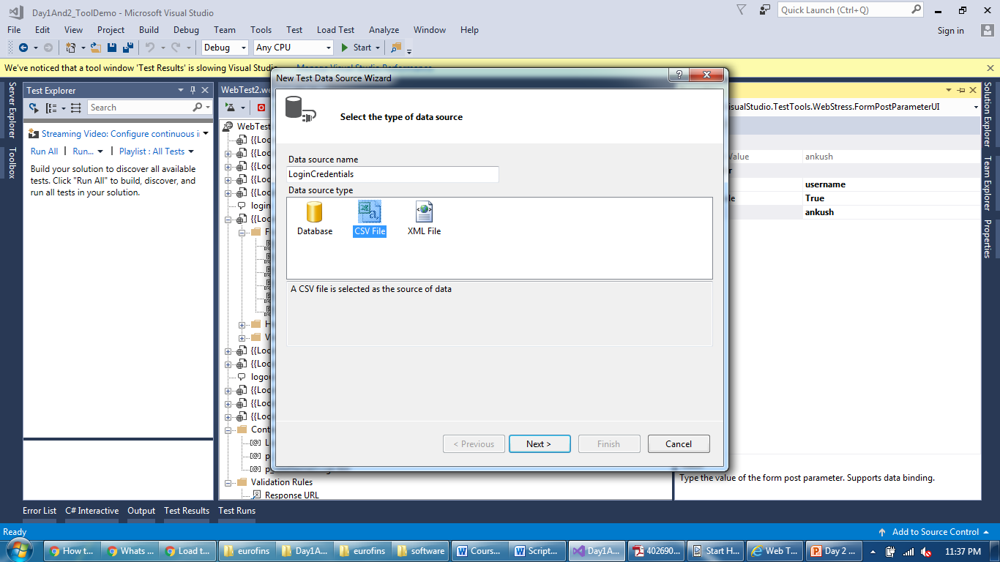 Day1And2_ToolDemo - Microsoft Visual Studio
Quick Launch (Ctrl+Q)
File Edit View Project Build Debug Team Tools Test Load Test Analyze Window Help
Sign in
Debug Any CPU Start
We've noticed that a tool window 'Test Results' is slowing Visual Studio
Server Explorer
Toolbox
Test Explorer
Search
Streaming Video: Configure continuous i
Run All | Run... | Playlist : All Tests
Build your solution to discover all available
tests. Click "Run All" to build, discover, and
run all tests in your solution.
WebTest2.we
WebTest
{{Loc
{{Loc
{{Loc
{{Loc
{{Loc
login
{{Loc
F
H
V
{{Loc
{{Loc
logou
{{Loc
{{Loc
{{Loc
Cont
L
p
Validation Rules
Response URL
New Test Data Source Wizard
Select the type of data source
Data source name
LoginCredentials
Data source type
Database CSV File XML File
A CSV file is selected as the source of data
< Previous Next > Finish Cancel
isualStudio.TestTools.WebStress.FormPostParameterUI
Value ankush
r
username
le True
ankush
Type the value of the form post parameter. Supports data binding.
Solution Explorer
Team Explorer
Properties
Error List C# Interactive Output Test Results Test Runs
Ready
Add to Source Control
How t... Whats ... Load t... eurofins Day1A... eurofins software Cours... Script... Day1A... 402690... Start H... Web T... Day 2 ...
11:37 PM